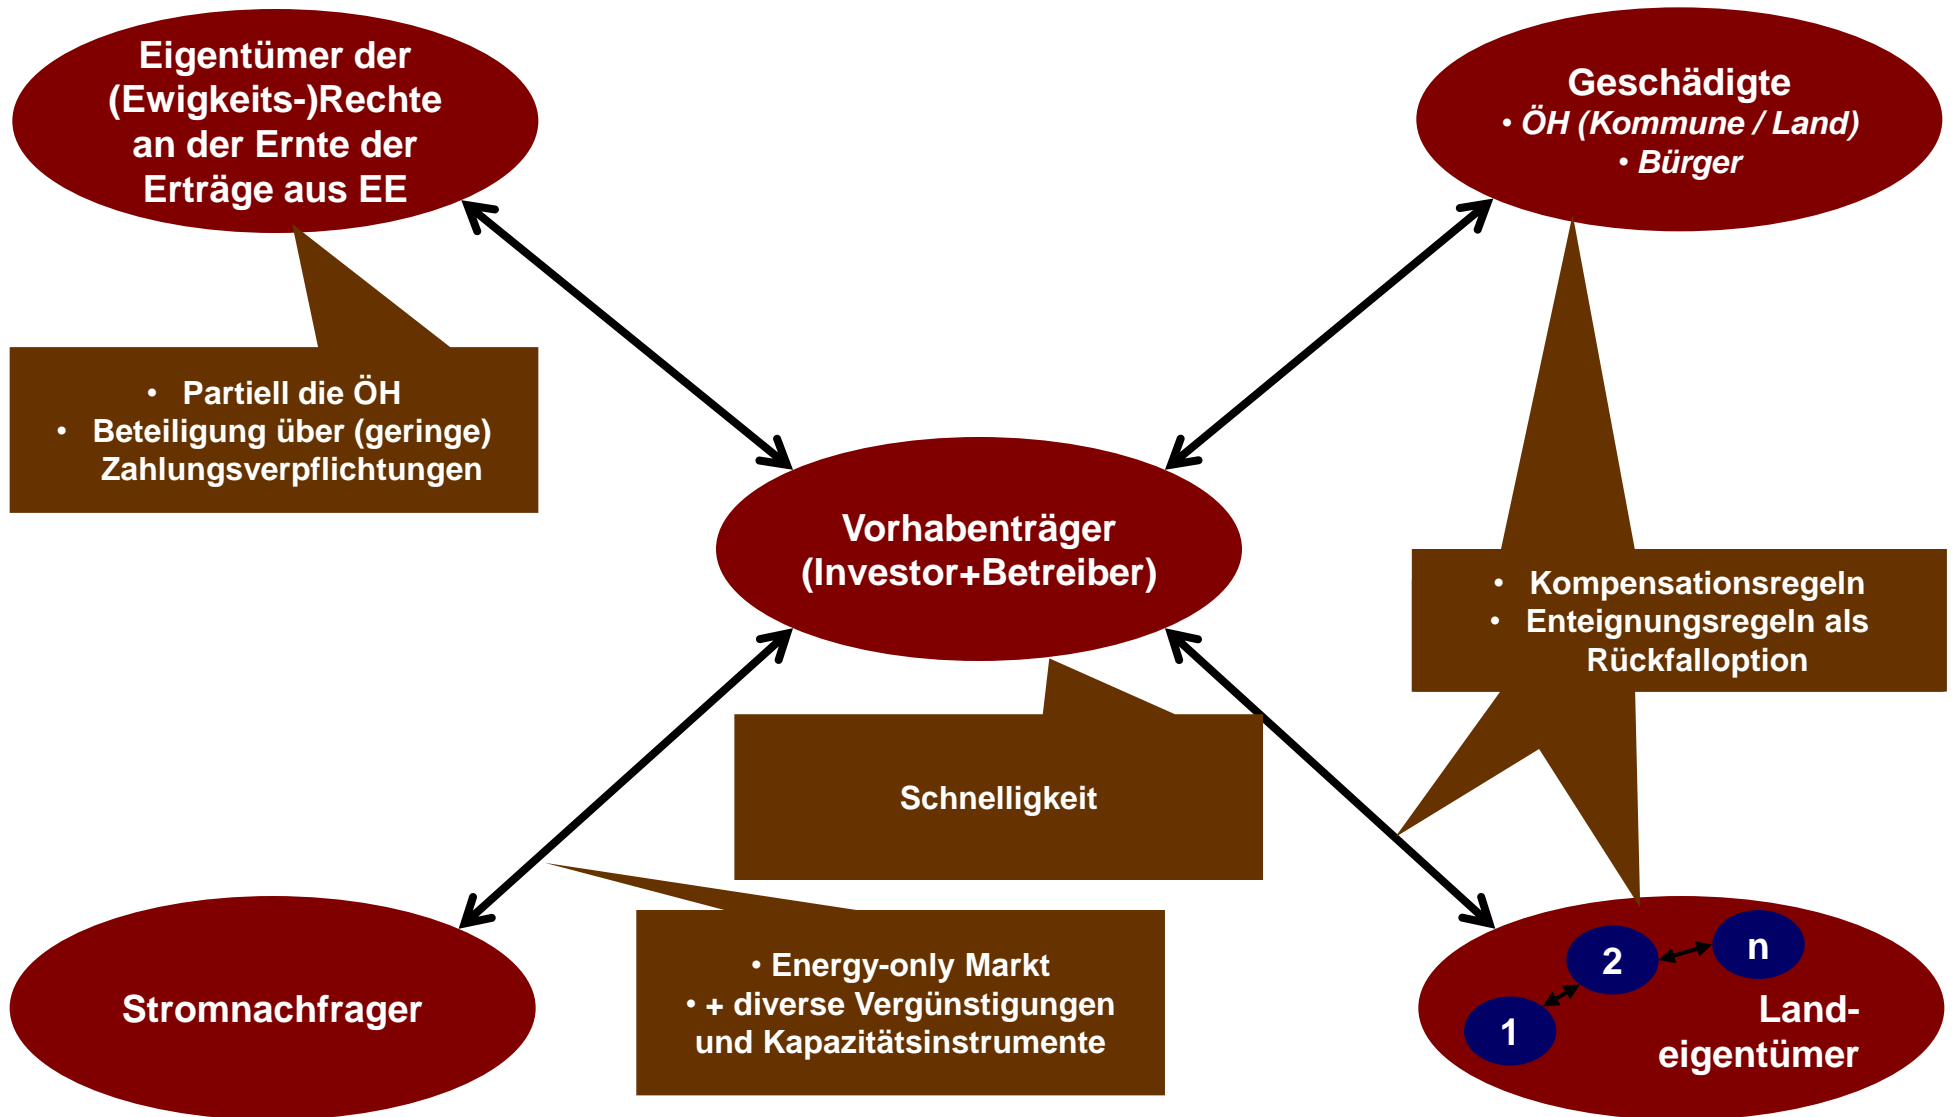 Eigentümer der
(Ewigkeits-)Rechte
an der Ernte der
Erträge aus EE
Geschädigte
• ÖH (Kommune / Land)
• Bürger
• Partiell die ÖH
• Beteiligung über (geringe)
Zahlungsverpflichtungen
Vorhabenträger
(Investor+Betreiber)
• Kompensationsregeln
• Enteignungsregeln als
Rückfalloption
Schnelligkeit
Stromnachfrager
• Energy-only Markt
• + diverse Vergünstigungen
und Kapazitätsinstrumente
1
2
n
Land-
eigentümer